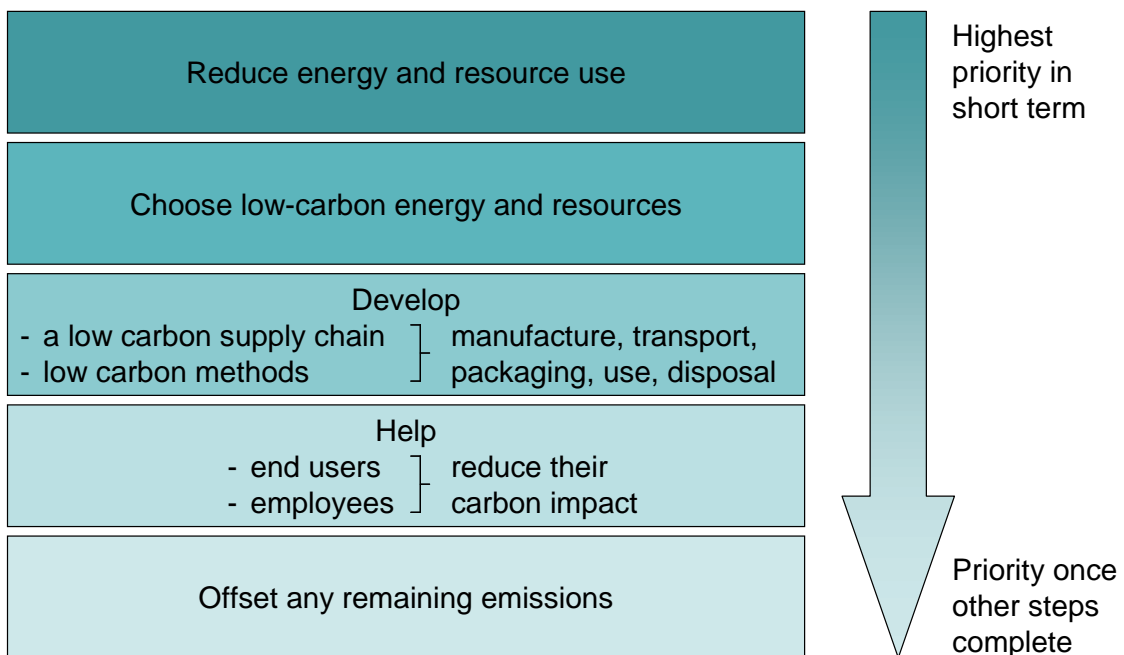 Reduce energy and resource use
Highest
priority in
short term
Choose low-carbon energy and resources
Develop
- a low carbon supply chain
- low carbon methods
manufacture, transport,
packaging, use, disposal
Help
- end users
- employees
reduce their
carbon impact
Offset any remaining emissions
Priority once
other steps
complete